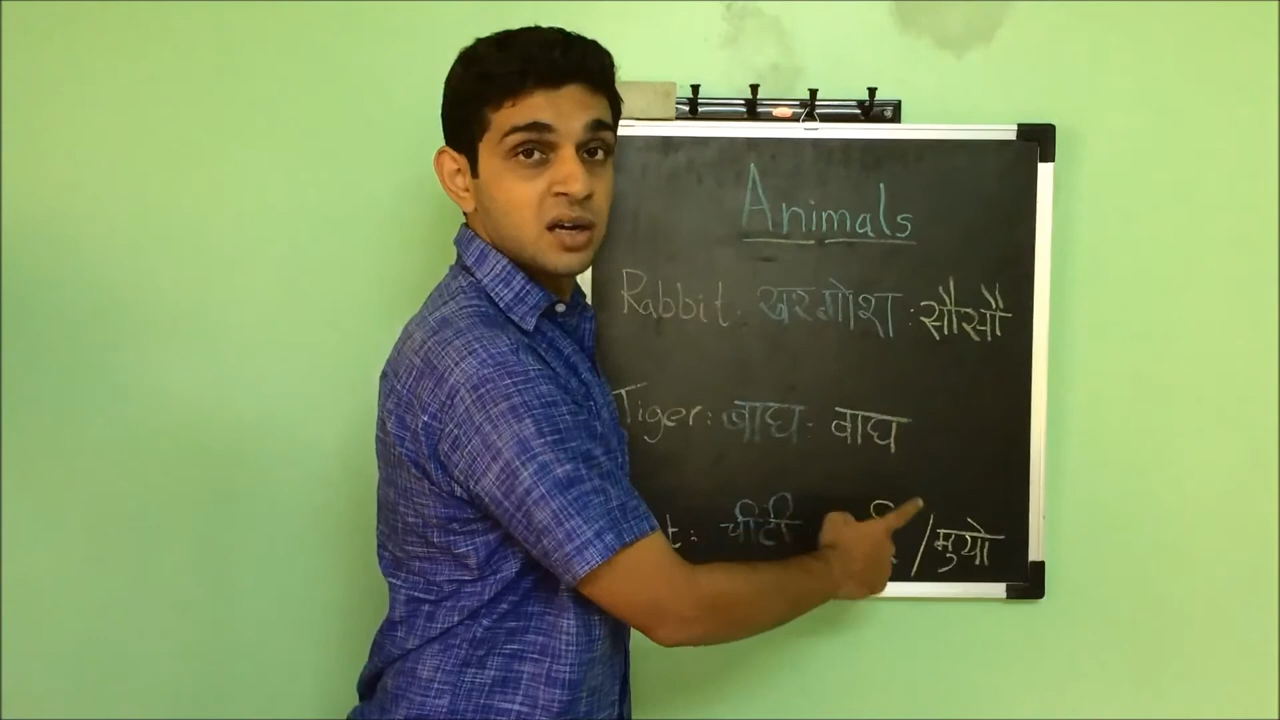 Animals
Rabbit: खरगोश : सौसौ
Tiger: बाघ: वाघ
चींटी / मुयो